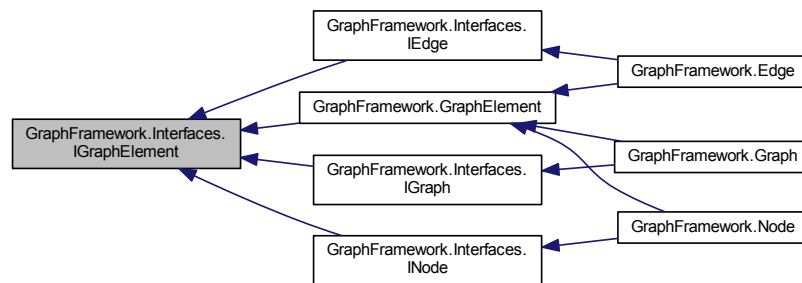 GraphFramework.Interfaces.
IGraphElement
GraphFramework.Interfaces.
IEdge
GraphFramework.GraphElement
GraphFramework.Interfaces.
IGraph
GraphFramework.Interfaces.
INode
GraphFramework.Edge
GraphFramework.Graph
GraphFramework.Node